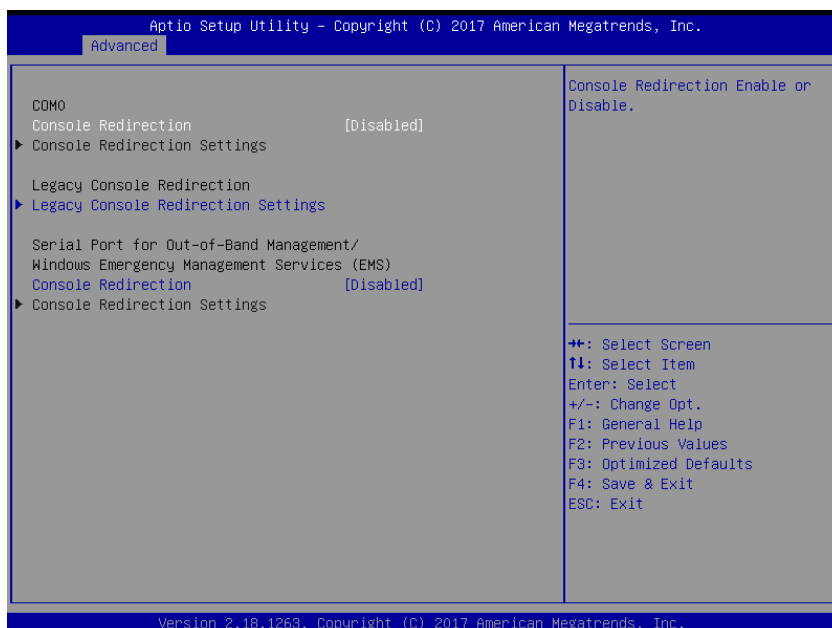 Aptio Setup Utility – Copyright (C) 2017 American Megatrends, Inc.
Advanced
COM0
Console Redirection [Disabled]
Console Redirection Settings
Legacy Console Redirection
Legacy Console Redirection Settings
Serial Port for Out-of-Band Management/
Windows Emergency Management Services (EMS)
Console Redirection [Disabled]
Console Redirection Settings
Console Redirection Enable or
Disable.
→←: Select Screen
↑↓: Select Item
Enter: Select
+/-: Change Opt.
F1: General Help
F2: Previous Values
F3: Optimized Defaults
F4: Save & Exit
ESC: Exit
Version 2.18.1263. Copyright (C) 2017 American Megatrends, Inc.